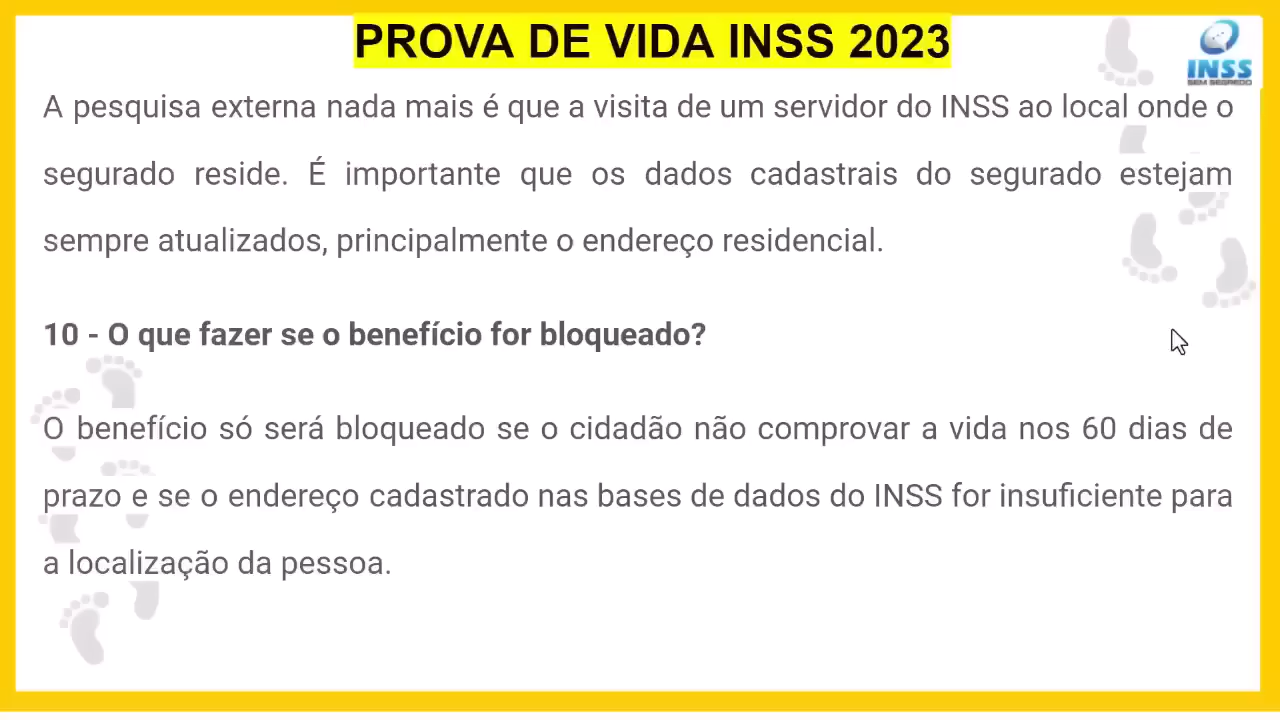 PROVA DE VIDA INSS 2023
INSS
SEM SEGREDO
A pesquisa externa nada mais é que a visita de um servidor do INSS ao local onde o
segurado reside. É importante que os dados cadastrais do segurado estejam
sempre atualizados, principalmente o endereço residencial.
10 - O que fazer se o benefício for bloqueado?
O benefício só será bloqueado se o cidadão não comprovar a vida nos 60 dias de
prazo e se o endereço cadastrado nas bases de dados do INSS for insuficiente para
a localização da pessoa.